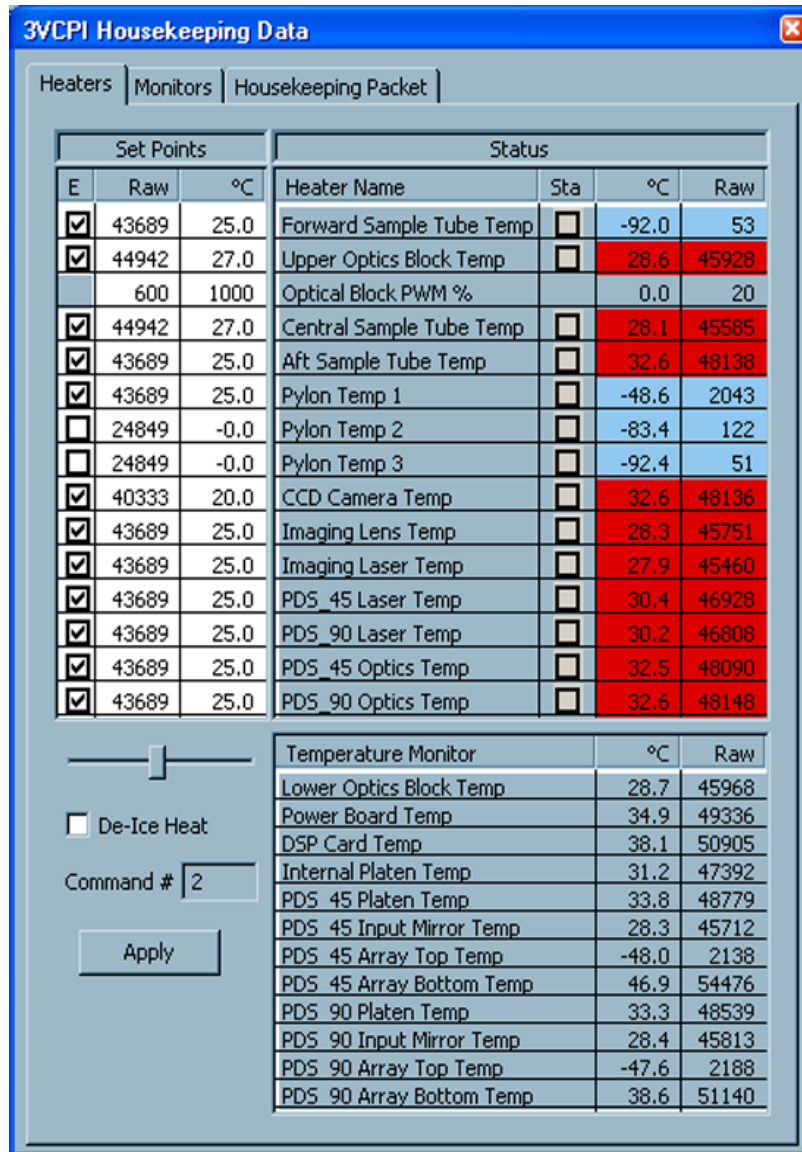 3VCPI Housekeeping Data
Heaters Monitors Housekeeping Packet
Set Points Status
E Raw °C Heater Name Sta °C Raw
43689 25.0 Forward Sample Tube Temp -92.0 53
44942 27.0 Upper Optics Block Temp 28.6 45928
600 1000 Optical Block PWM % 0.0 20
44942 27.0 Central Sample Tube Temp 28.1 45585
43689 25.0 Aft Sample Tube Temp 32.6 48138
43689 25.0 Pylon Temp 1 -48.6 2043
24849 -0.0 Pylon Temp 2 -83.4 122
24849 -0.0 Pylon Temp 3 -92.4 51
40333 20.0 CCD Camera Temp 32.6 48136
43689 25.0 Imaging Lens Temp 28.3 45751
43689 25.0 Imaging Laser Temp 27.9 45460
43689 25.0 PDS_45 Laser Temp 30.4 46928
43689 25.0 PDS_90 Laser Temp 30.2 46808
43689 25.0 PDS_45 Optics Temp 32.5 48090
43689 25.0 PDS_90 Optics Temp 32.6 48148
De-Ice Heat
Command # 2
Apply
Temperature Monitor °C Raw
Lower Optics Block Temp 28.7 45968
Power Board Temp 34.9 49336
DSP Card Temp 38.1 50905
Internal Platen Temp 31.2 47392
PDS 45 Platen Temp 33.8 48779
PDS 45 Input Mirror Temp 28.3 45712
PDS 45 Array Top Temp -48.0 2138
PDS 45 Array Bottom Temp 46.9 54476
PDS 90 Platen Temp 33.3 48539
PDS 90 Input Mirror Temp 28.4 45813
PDS 90 Array Top Temp -47.6 2188
PDS 90 Array Bottom Temp 38.6 51140